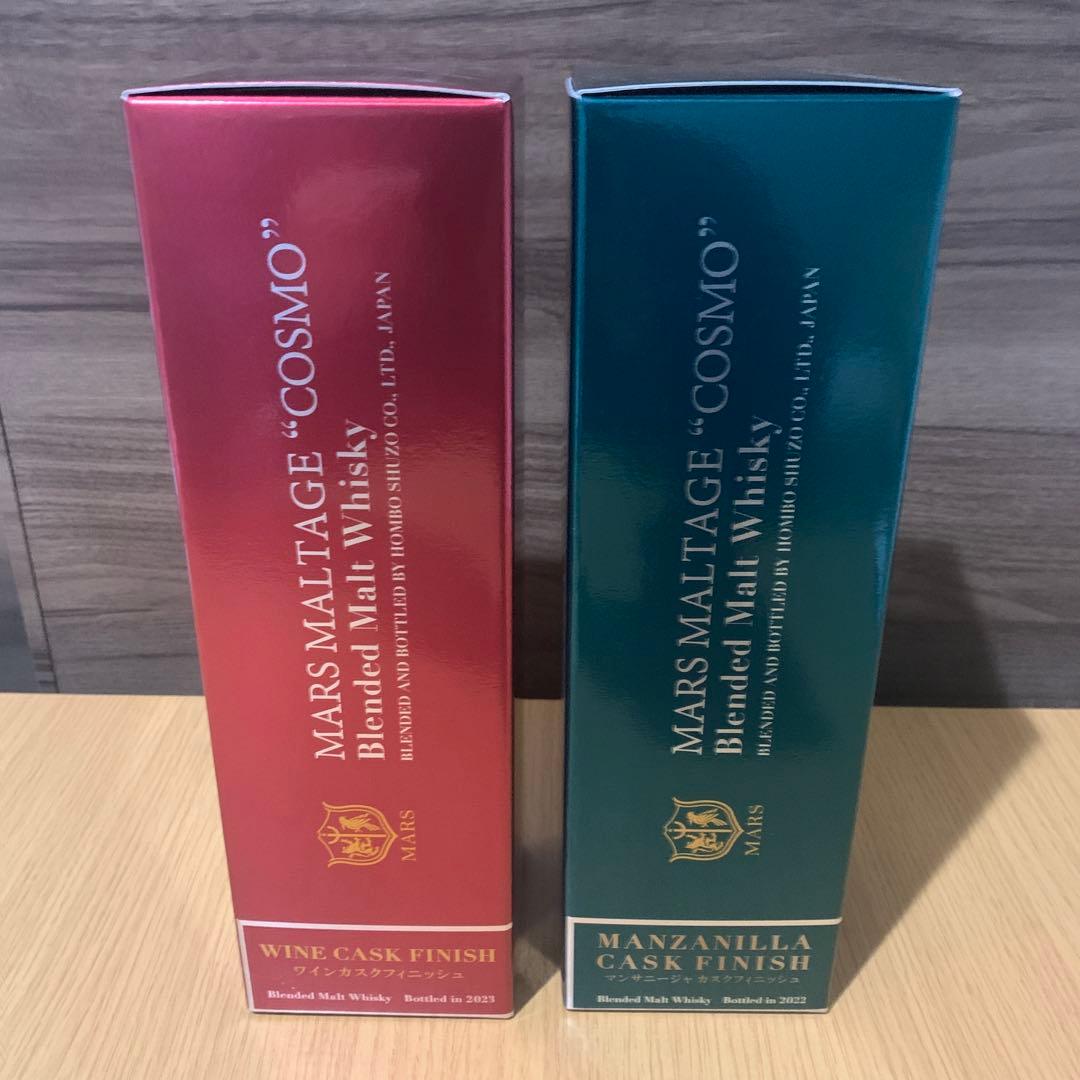 MARS MALTAGE “COSMO”
Blended Malt Whisky
BLENDED AND BOTTLED BY HOMBO SHUZO CO., LTD., JAPAN
MARS
WINE CASK FINISH
ワインカスクフィニッシュ
Blended Malt Whisky Bottled in 2023
MARS MALTAGE “COSMO”
Blended Malt Whisky
BLENDED AND BOTTLED BY HOMBO SHUZO CO., LTD., JAPAN
MARS
MANZANILLA
CASK FINISH
マンサニージャ カスクフィニッシュ
Blended Malt Whisky Bottled in 2022